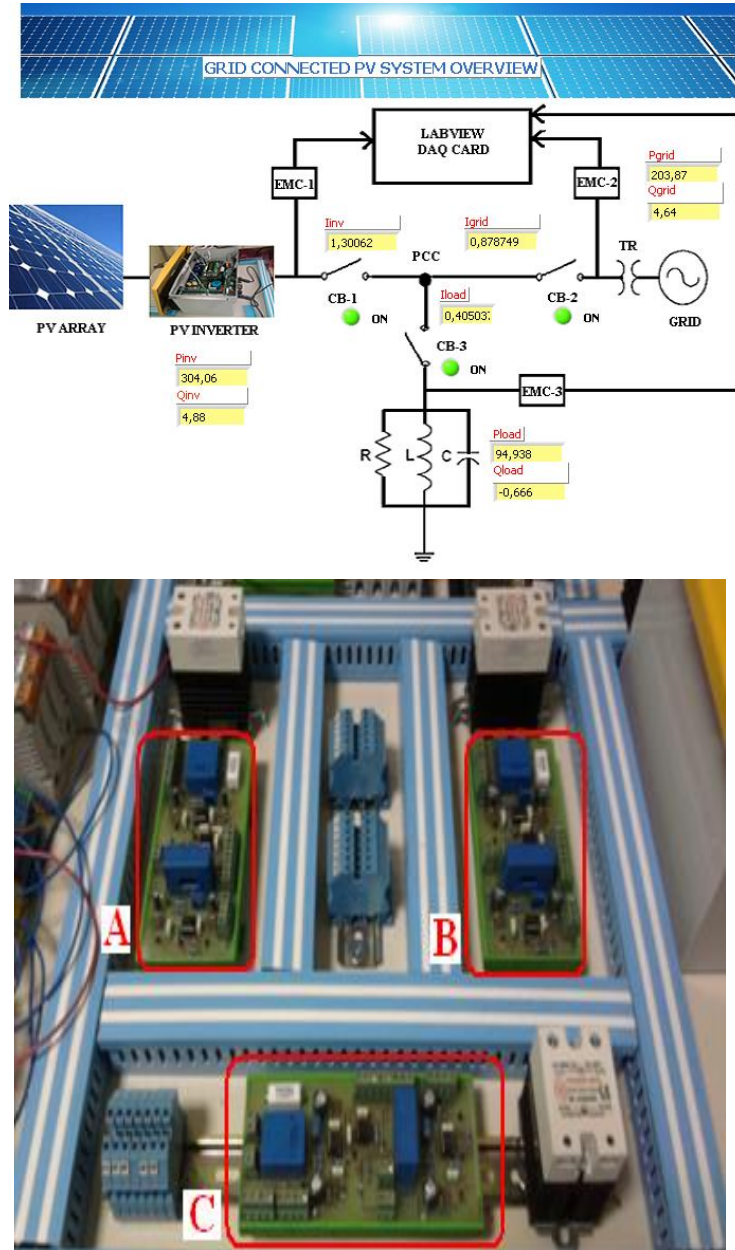 GRID CONNECTED PV SYSTEM OVERVIEW
LABVIEW
DAQ CARD
EMC-1
EMC-2
Pgrid
203,87
Qgrid
4,64
Iinv
1,30062
Igrid
0,878749
PCC
TR
PV ARRAY
PV INVERTER
CB-1
ON
Iload
0,40503
CB-2
ON
GRID
CB-3
ON
Pinv
304,06
Qinv
4,88
EMC-3
R
L
C
Pload
94,938
Qload
-0,666
A
B
C